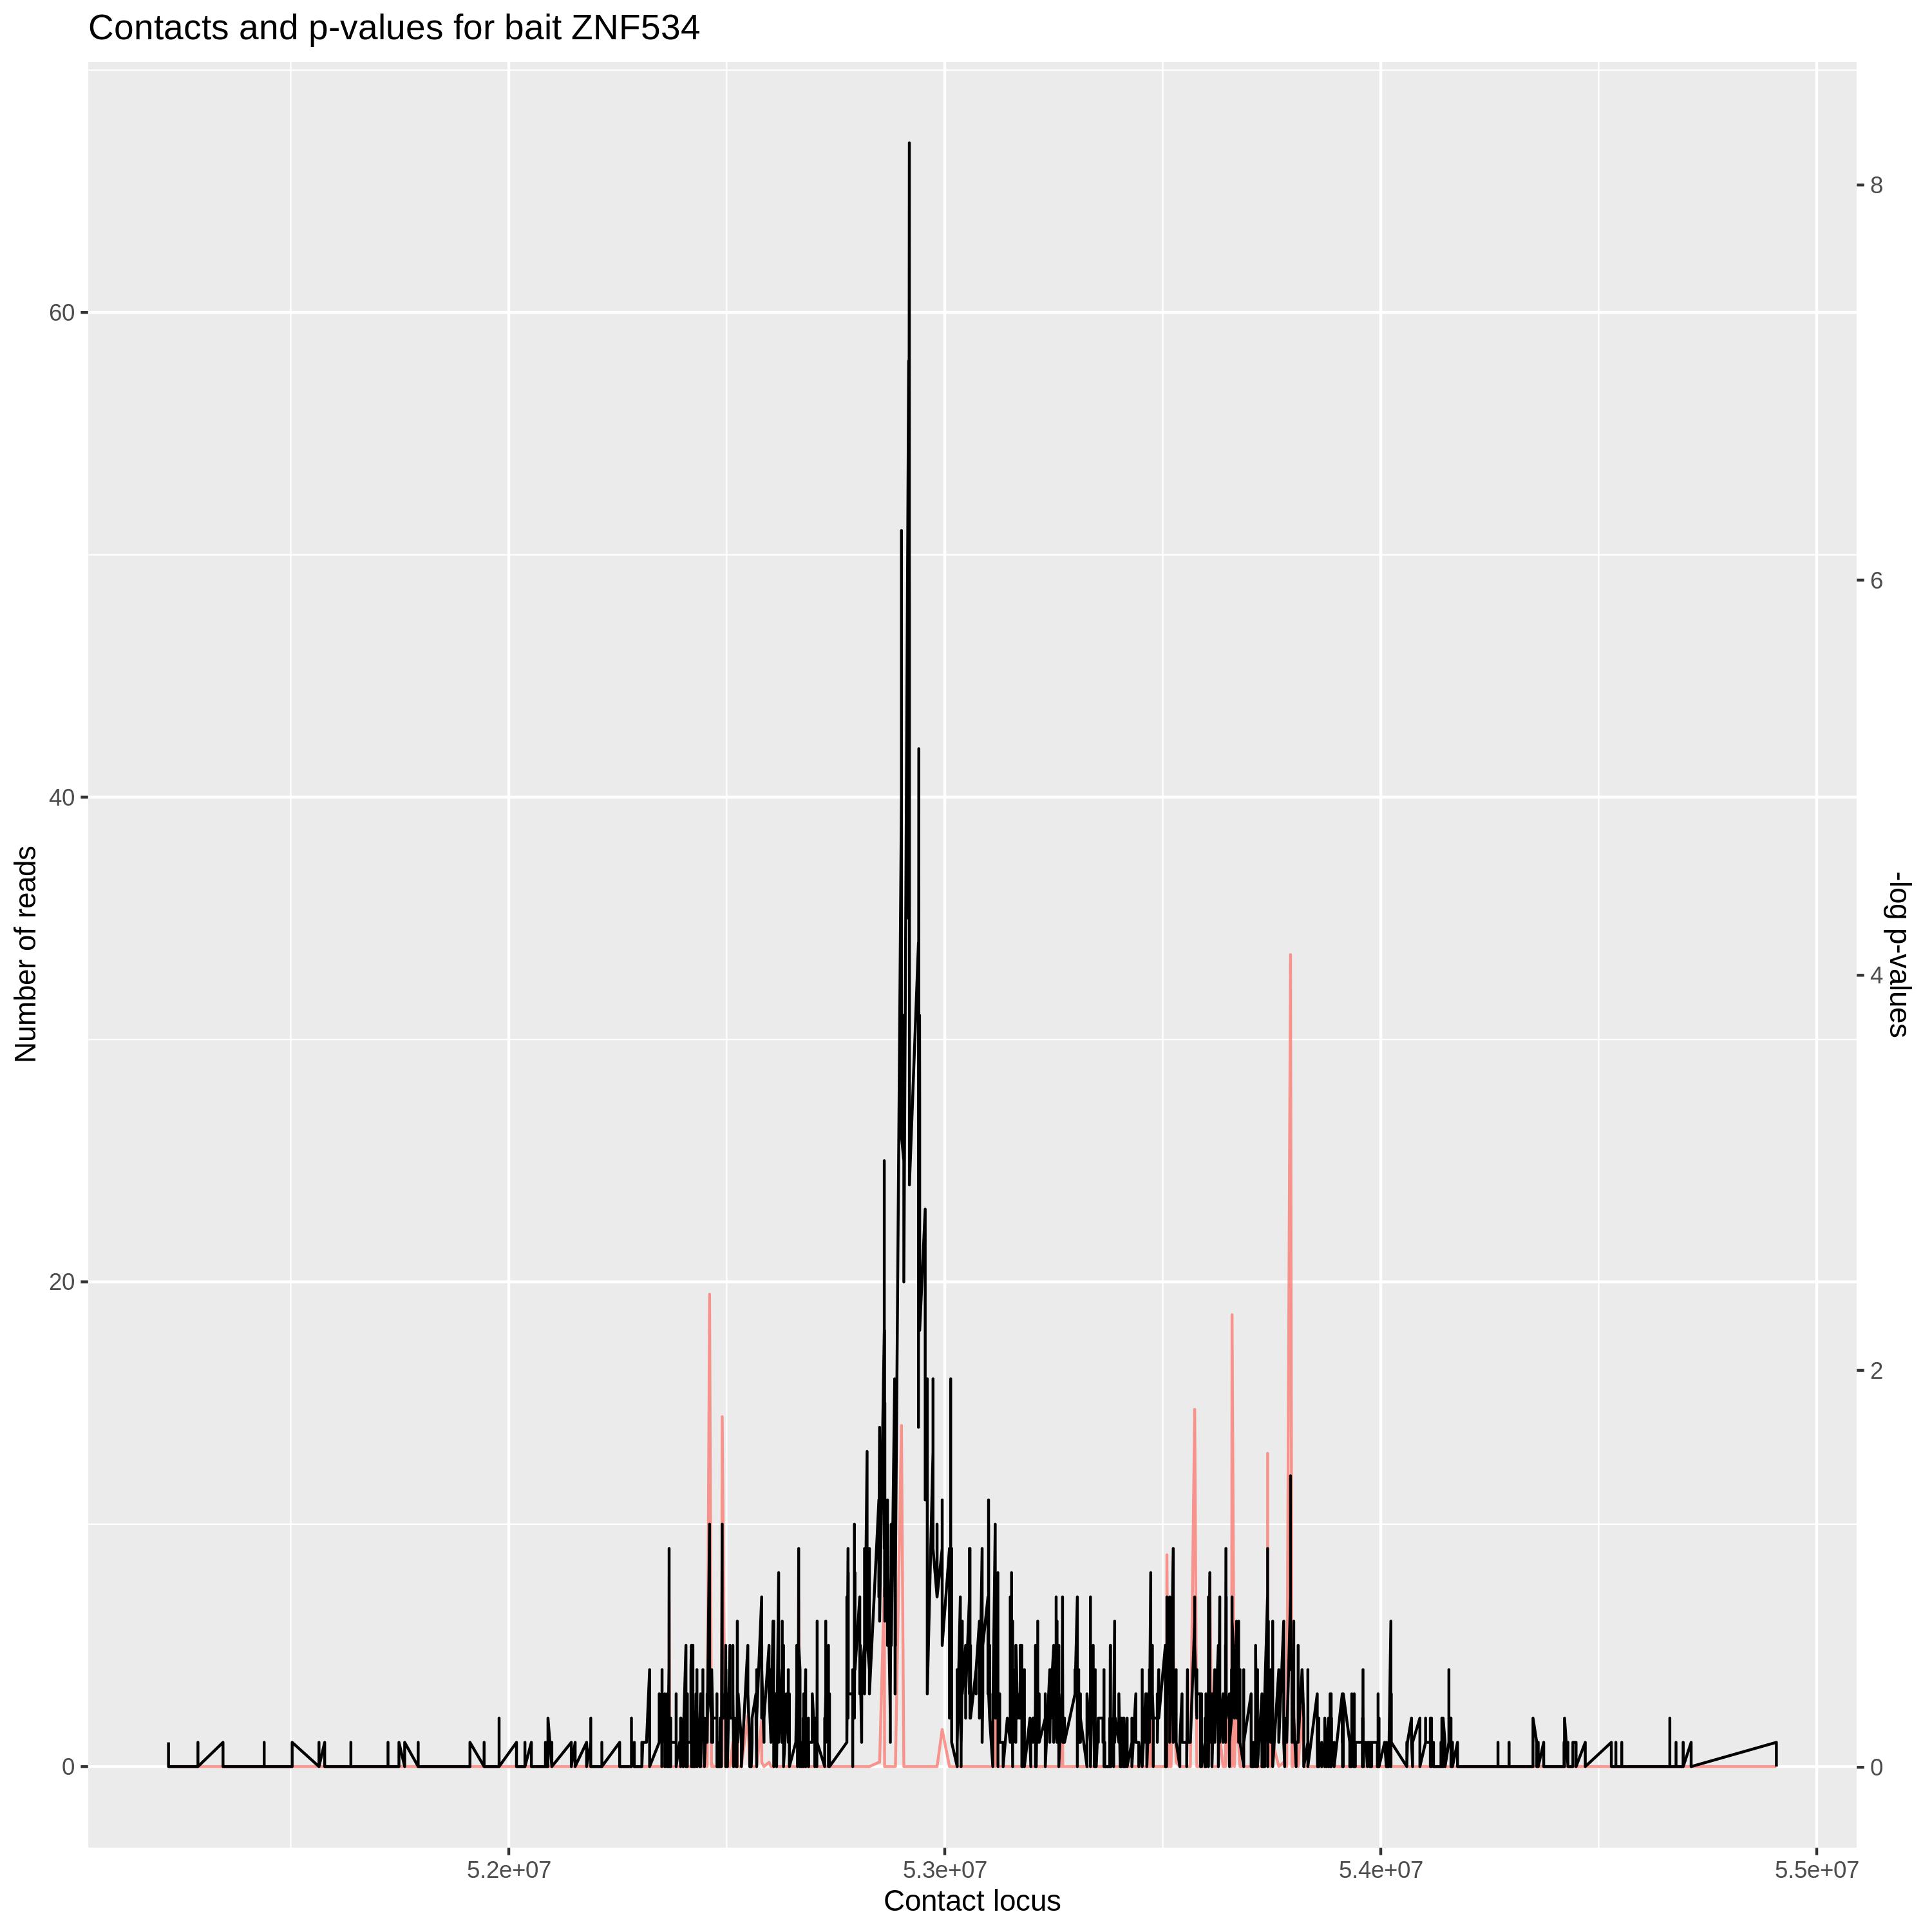 Contacts and p-values for bait ZNF534
Number of reads
60
40
20
0
8
6
4
2
0
-log p-values
5.2e+07 5.3e+07 5.4e+07 5.5e+07
Contact locus